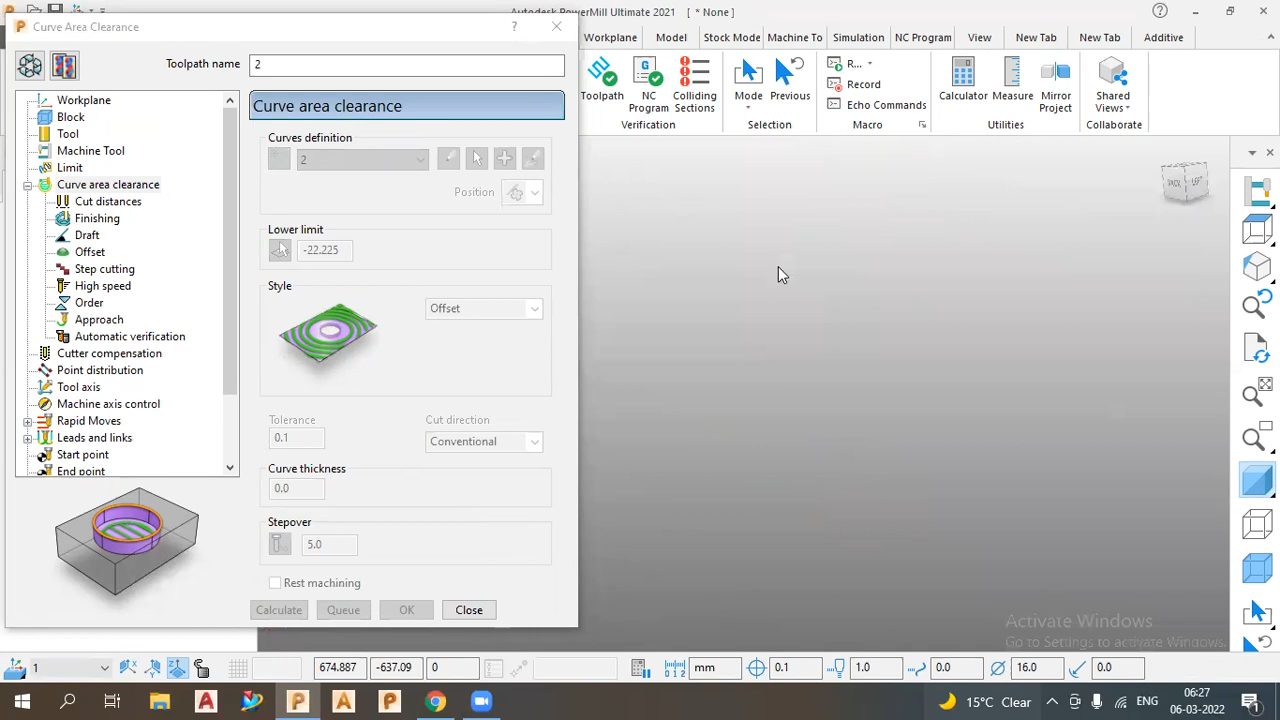 Autodesk PowerMill Ultimate 2021 [ * None ]
Curve Area Clearance
?
Workplane Model Stock Mode Machine To Simulation NC Program View New Tab New Tab Additive
Toolpath name 2
Toolpath NC Program Colliding Sections Mode Previous R... Record Echo Commands Calculator Measure Mirror Project Shared Views
Verification Selection Macro Utilities Collaborate
Workplane
Block
Tool
Machine Tool
Limit
Curve area clearance
Cut distances
Finishing
Draft
Offset
Step cutting
High speed
Order
Approach
Automatic verification
Cutter compensation
Point distribution
Tool axis
Machine axis control
Rapid Moves
Leads and links
Start point
End point
Curve area clearance
Curves definition
2
Position
Lower limit
-22.225
Style
Offset
Tolerance
0.1
Cut direction
Conventional
Curve thickness
0.0
Stepover
5.0
Rest machining
Calculate Queue OK Close
BACK LEFT
Activate Windows
Go to Settings to activate Windows.
1 674.887 -637.09 0 mm 0.1 1.0 0.0 16.0 0.0
15°C Clear ENG 06:27
06-03-2022 1